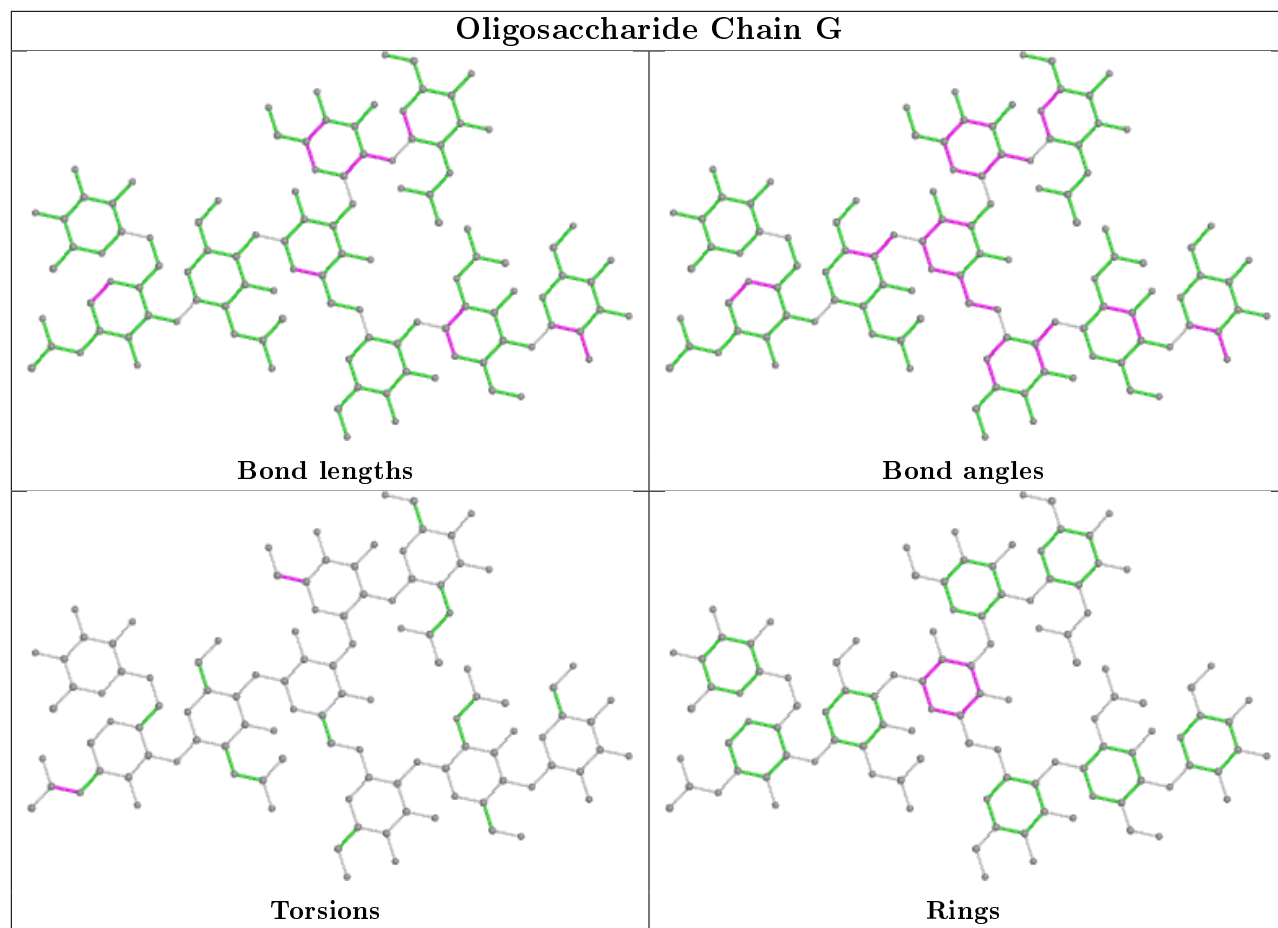 Oligosaccharide Chain G
Bond lengths
Bond angles
Torsions
Rings